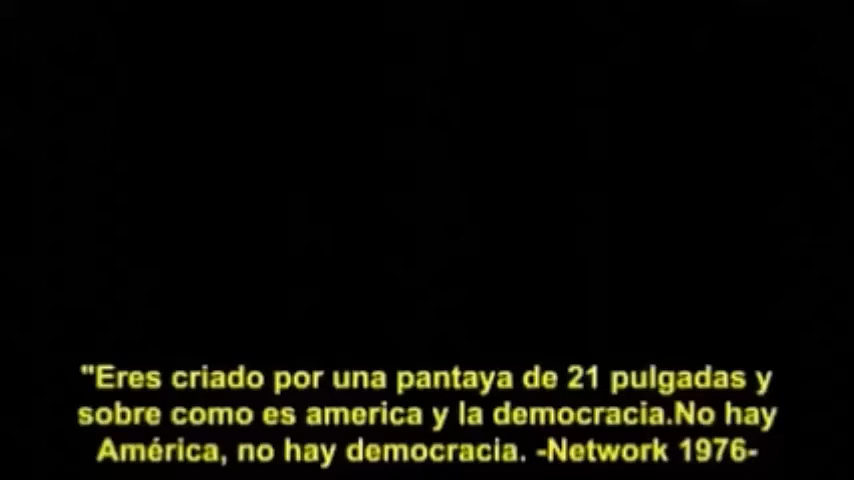 "Eres criado por una pantaya de 21 pulgadas y
sobre como es america y la democracia.No hay
América, no hay democracia. -Network 1976-